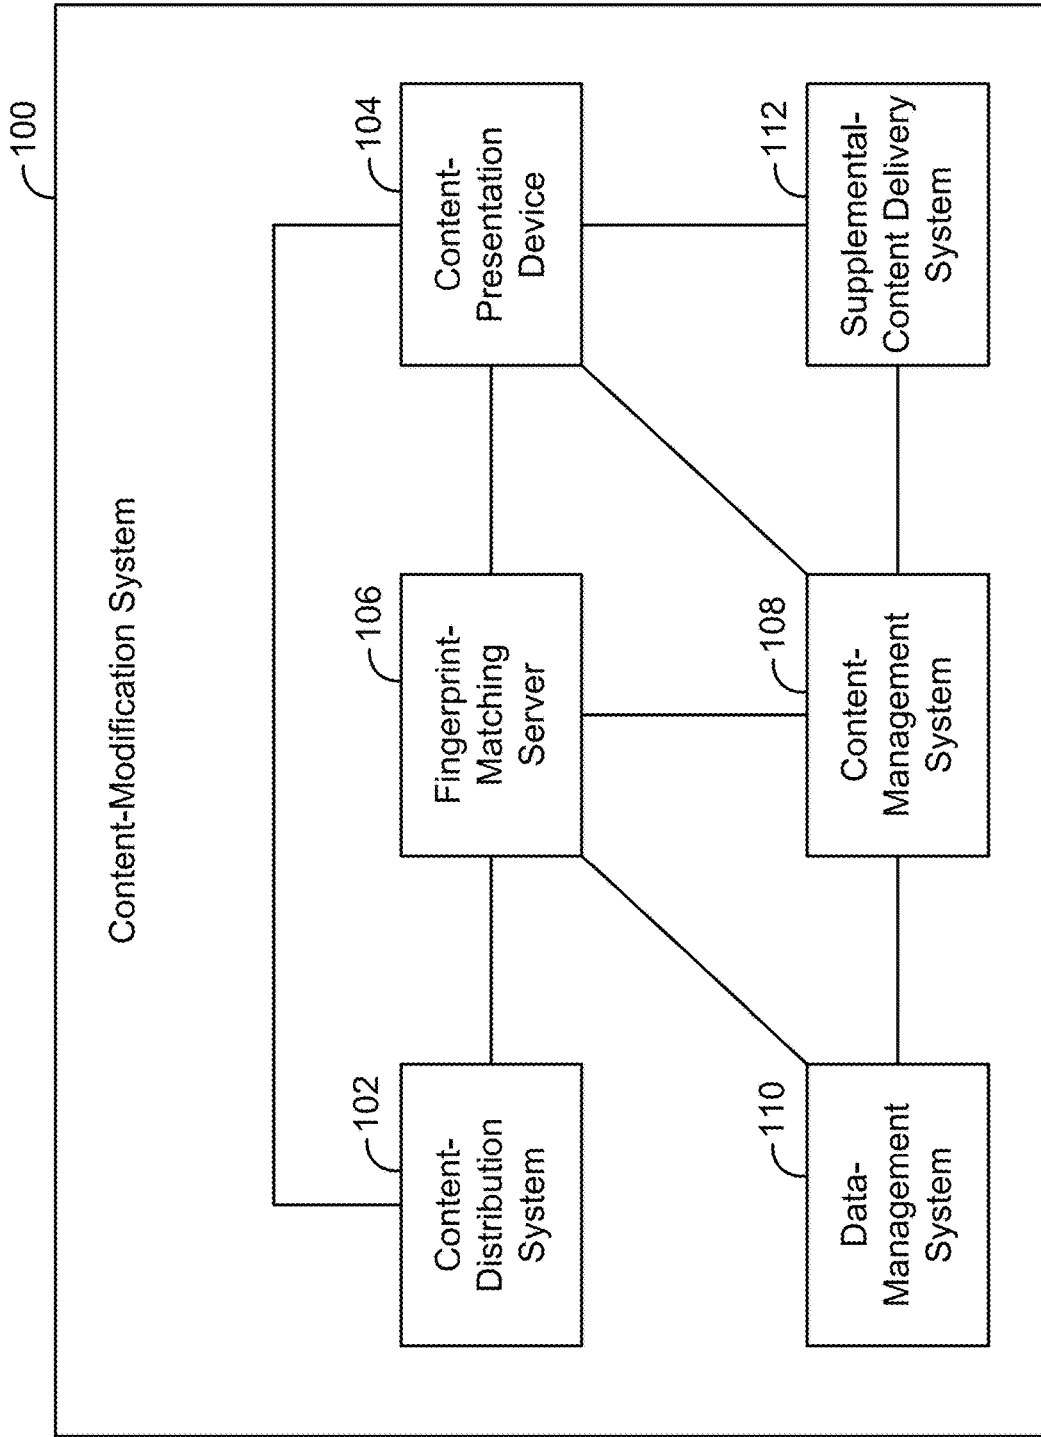 100
Content-Modification System
102
Content-
Distribution
System
106
Fingerprint-
Matching
Server
104
Content-
Presentation
Device
110
Data-
Management
System
108
Content-
Management
System
112
Supplemental-
Content Delivery
System